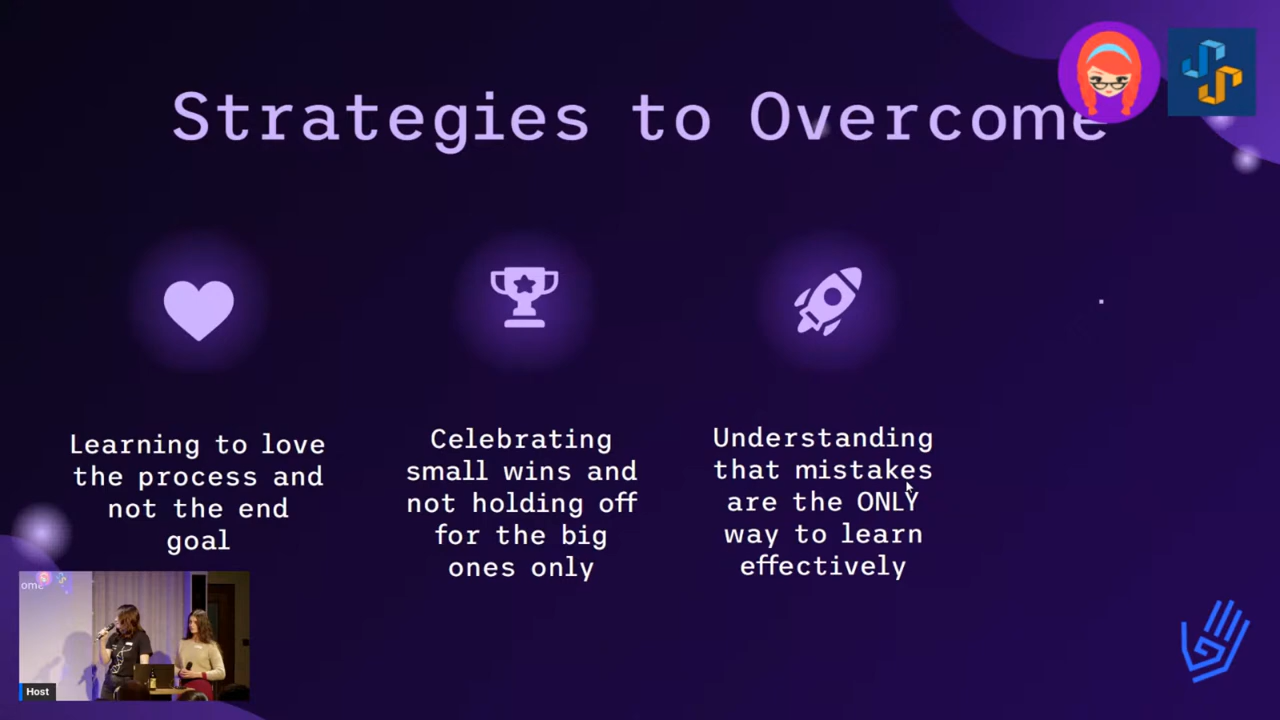 Strategies to Overcome
Learning to love
the process and
not the end
goal
Celebrating
small wins and
not holding off
for the big
ones only
Understanding
that mistakes
are the ONLY
way to learn
effectively
ome
Host